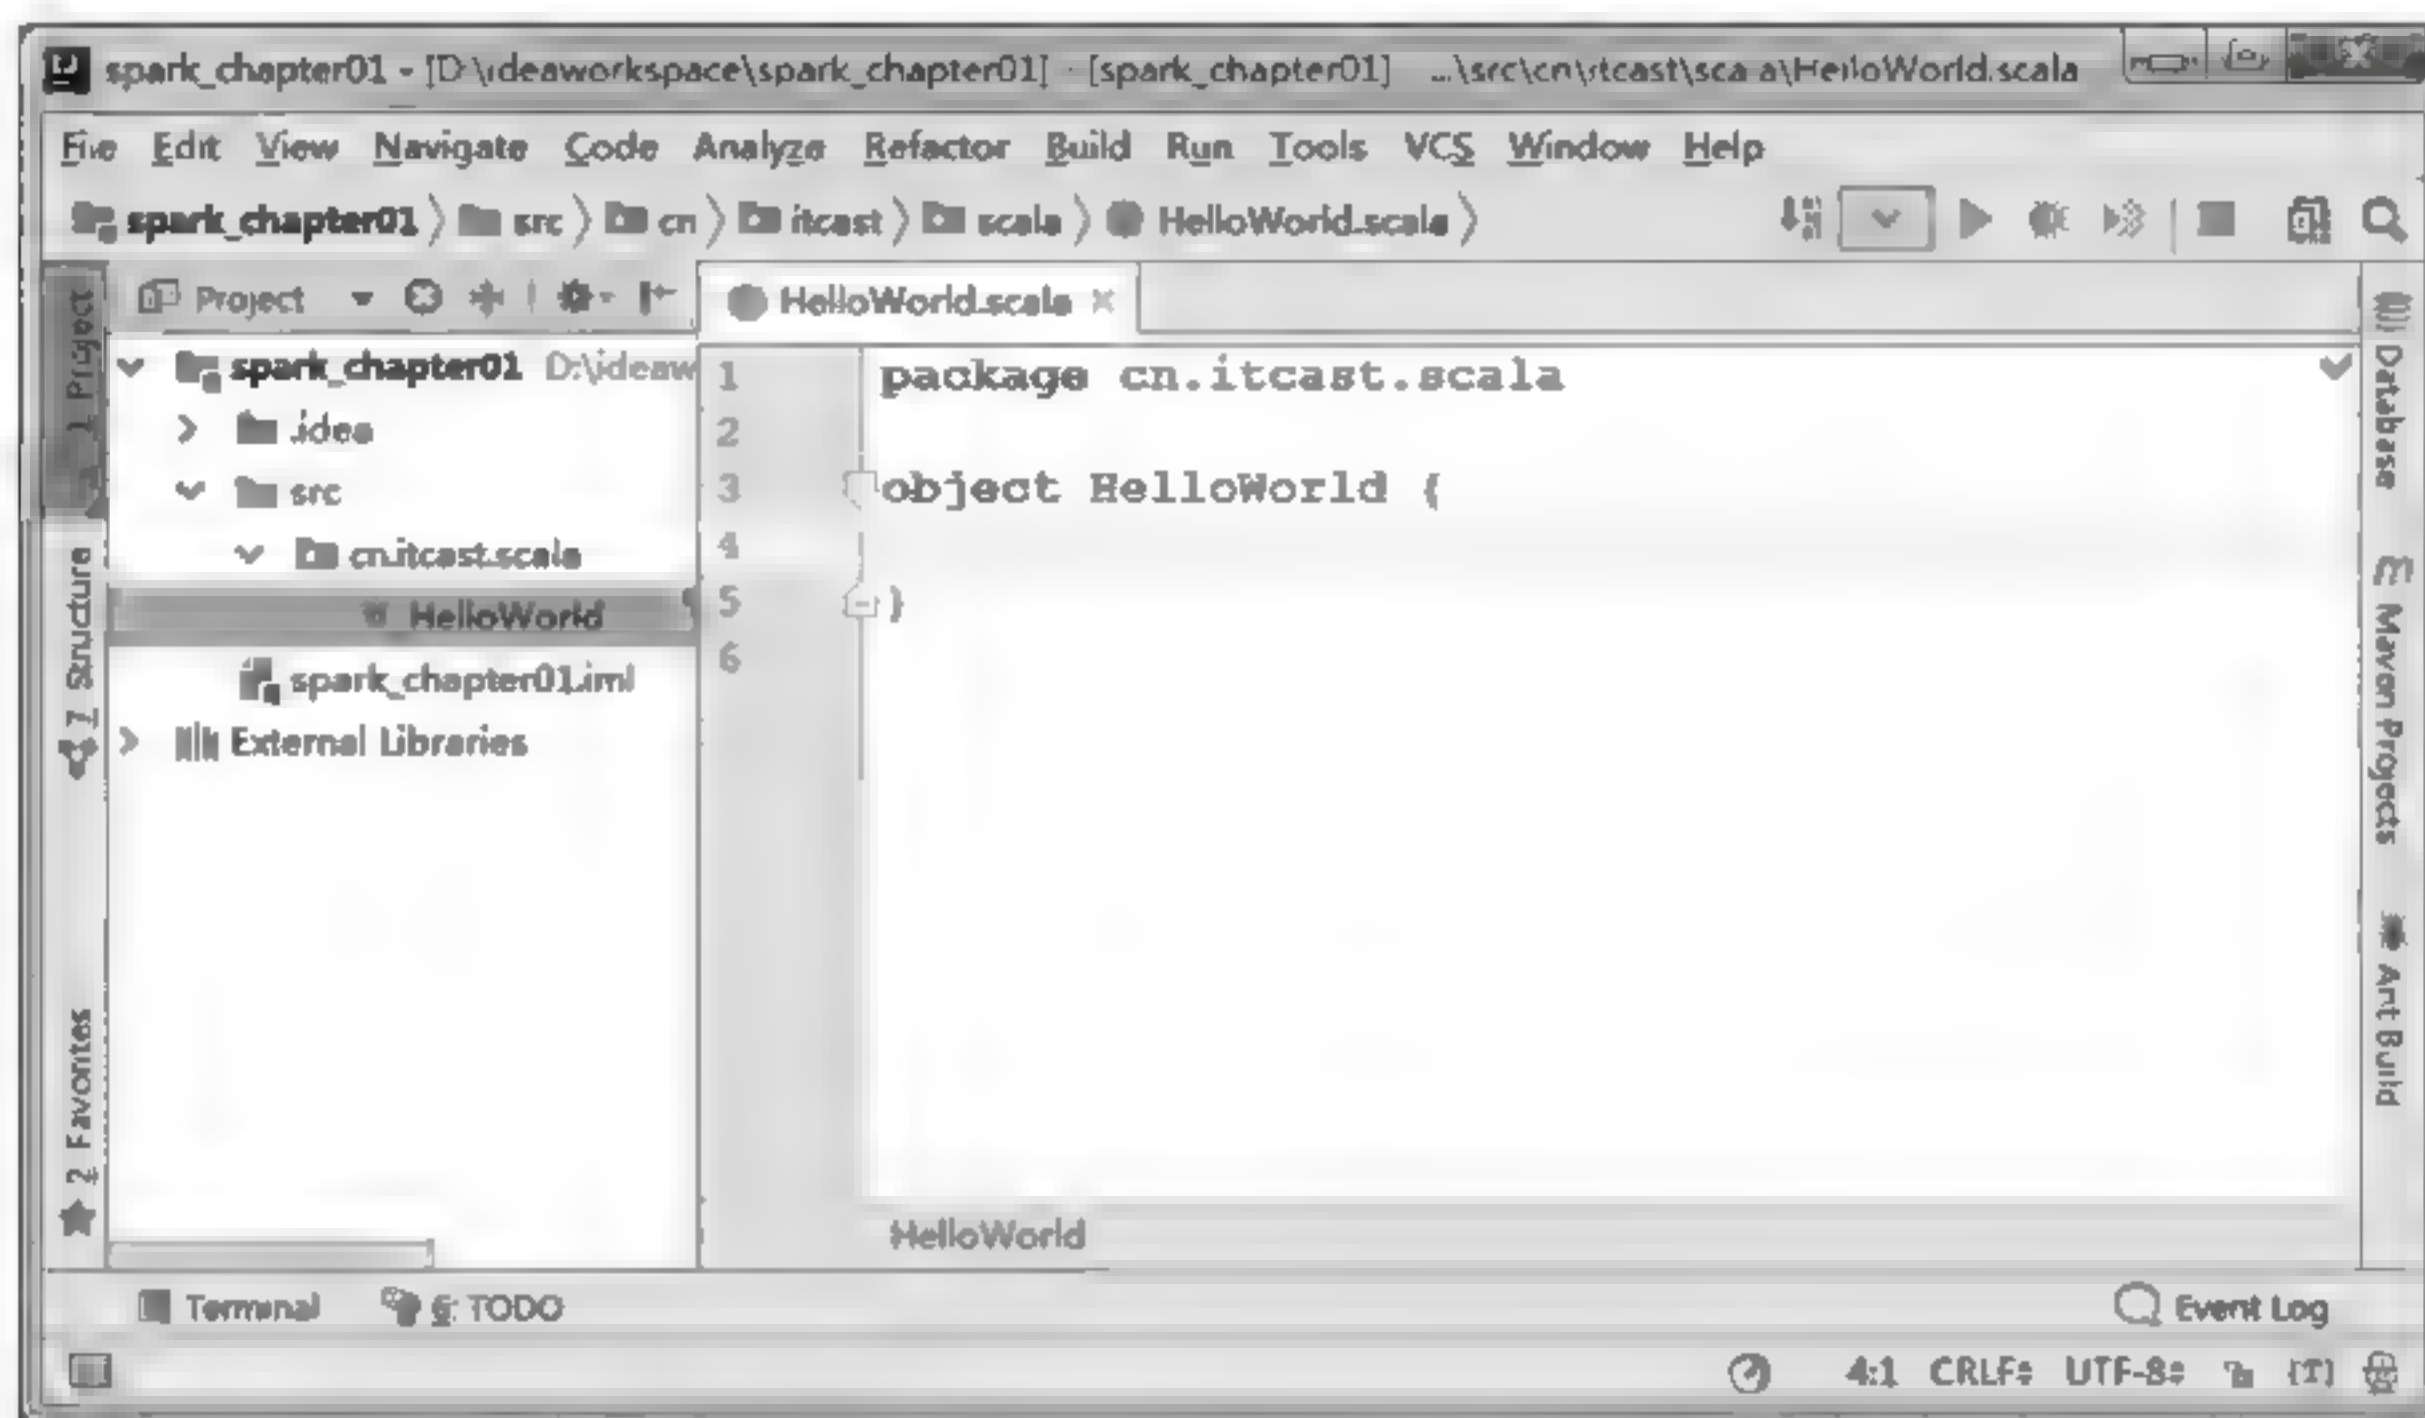 spark_chapter01 - [D:\ideaworkspace\spark_chapter01] - [spark_chapter01] ...\src\cn\itcast\scala\HelloWorld.scala
File Edit View Navigate Code Analyze Refactor Build Run Tools VCS Window Help
spark_chapter01 src cn itcast scala HelloWorld.scala
Project
HelloWorld.scala
1: Project
7: Structure
2: Favorites
spark_chapter01 D:\ideaw
.idea
src
cn.itcast.scala
HelloWorld
spark_chapter01.iml
External Libraries
1 package cn.itcast.scala
2
3 object HelloWorld {
4
5 }
6
HelloWorld
Database
Maven Projects
Ant Build
Terminal 6: TODO
Event Log
4:1 CRLF UTF-8 [T]